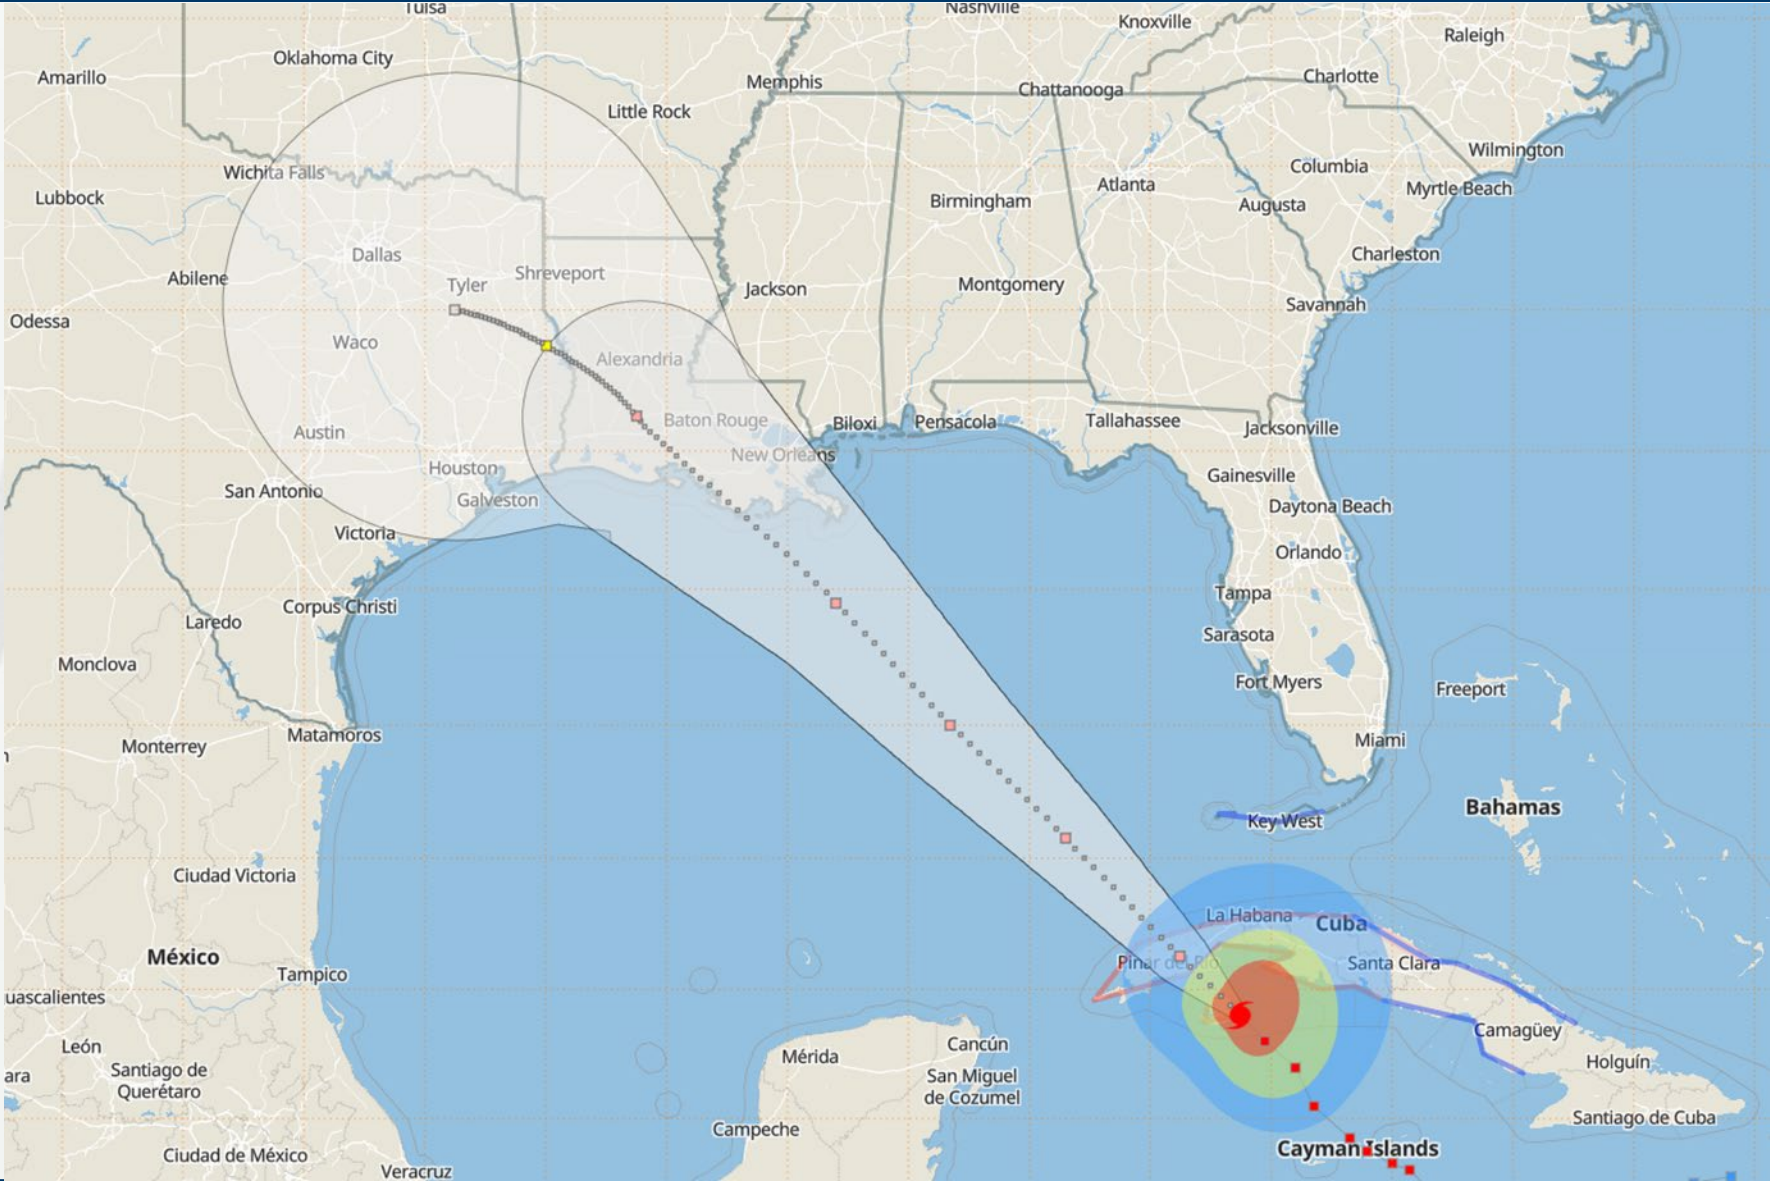 Tulsa
Nashville
Knoxville
Raleigh
Oklahoma City
Amarillo
Memphis
Chattanooga
Charlotte
Little Rock
Wilmington
Wichita Falls
Columbia
Lubbock
Atlanta
Myrtle Beach
Birmingham
Augusta
Dallas
Charleston
Abilene
Tyler
Shreveport
Jackson
Montgomery
Savannah
Odessa
Waco
Alexandria
Austin
Baton Rouge
Biloxi
Pensacola
Tallahassee
Jacksonville
Houston
New Orleans
Gainesville
San Antonio
Galveston
Daytona Beach
Victoria
Orlando
Corpus Christi
Tampa
Laredo
Sarasota
Monclova
Fort Myers
Freeport
Monterrey
Matamoros
Miami
Key West
Bahamas
Ciudad Victoria
La Habana
Cuba
México
Pinar del Río
Santa Clara
Tampico
uascalientes
Camagüey
León
Mérida
Cancún
Holguín
ara
Santiago de
Querétaro
San Miguel
de Cozumel
Campeche
Santiago de Cuba
Ciudad de México
Cayman Islands
Veracruz